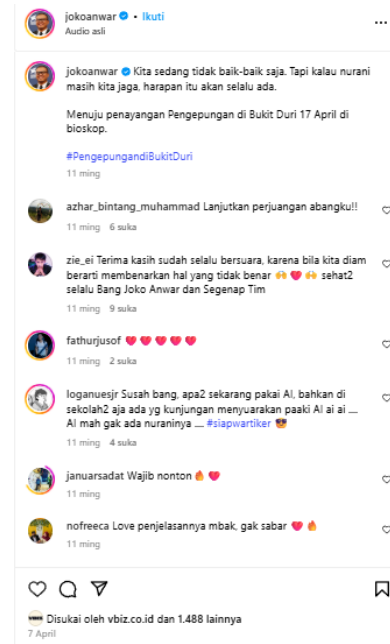 jokoanwar • Ikuti
Audio asli
jokoanwar Kita sedang tidak baik-baik saja. Tapi kalau nurani
masih kita jaga, harapan itu akan selalu ada.
Menuju penayangan Pengepungan di Bukit Duri 17 April di
bioskop.
#PengepungandiBukitDuri
11 ming
azhar_bintang_muhammad Lanjutkan perjuangan abangku!!
11 ming 6 suka
zie_ei Terima kasih sudah selalu bersuara, karena bila kita diam
berarti membenarkan hal yang tidak benar 🙌 ❤️ 🙌 sehat2
selalu Bang Joko Anwar dan Segenap Tim
11 ming 9 suka
fathurjusof ❤️ ❤️ ❤️ ❤️ ❤️
11 ming 2 suka
loganuesjr Susah bang, apa2 sekarang pakai AI, bahkan di
sekolah2 aja ada yg kunjungan menyuarakan paaki AI ai ai ....
AI mah gak ada nuraninya .... #siapwartiker 😎
11 ming 4 suka
januarsadat Wajib nonton 🔥 ❤️
11 ming
nofreeca Love penjelasannya mbak, gak sabar ❤️ 🔥
11 ming
Disukai oleh vbiz.co.id dan 1.488 lainnya
7 April